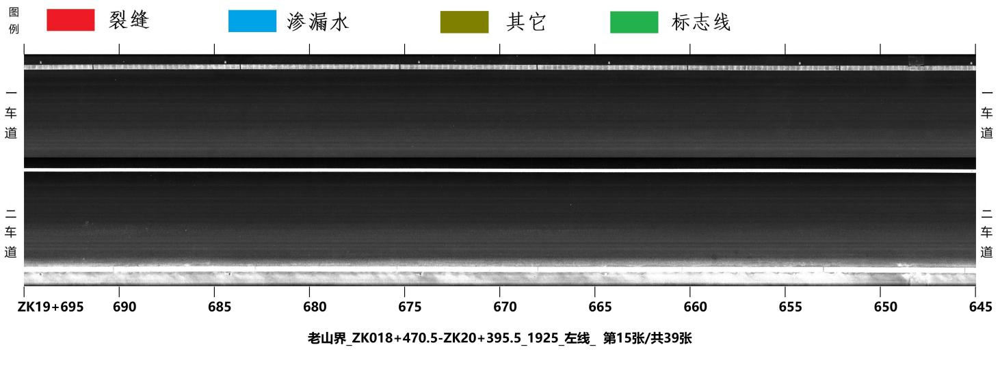 图例 裂缝 渗漏水 其它 标志线
一车道 一车道
二车道 二车道
ZK19+695 690 685 680 675 670 665 660 655 650 645
老山界_ZK018+470.5-ZK20+395.5_1925_左线_ 第15张/共39张